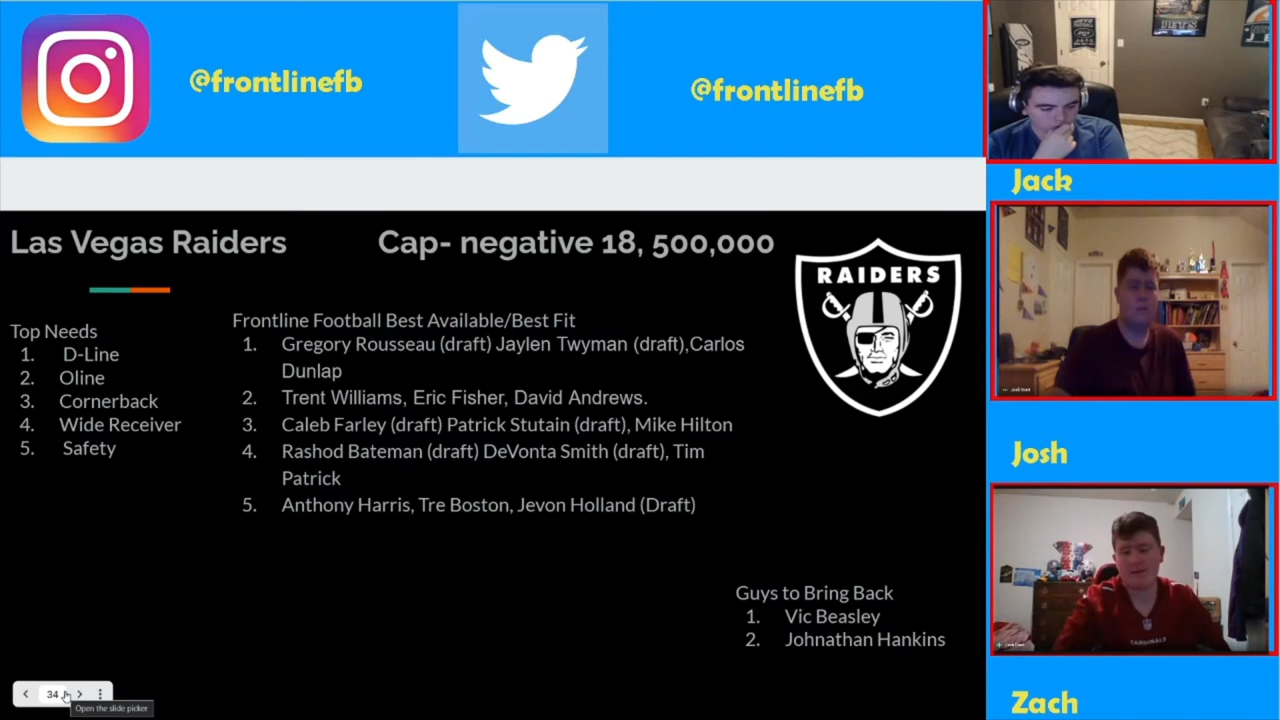 @frontlinefb
@frontlinefb
Jack
Las Vegas Raiders
Cap- negative 18, 500,000
RAIDERS
Top Needs
1. D-Line
2. Oline
3. Cornerback
4. Wide Receiver
5. Safety
Frontline Football Best Available/Best Fit
1. Gregory Rousseau (draft) Jaylen Twyman (draft),Carlos
Dunlap
2. Trent Williams, Eric Fisher, David Andrews.
3. Caleb Farley (draft) Patrick Stutain (draft), Mike Hilton
4. Rashod Bateman (draft) DeVonta Smith (draft), Tim
Patrick
5. Anthony Harris, Tre Boston, Jevon Holland (Draft)
Josh
Guys to Bring Back
1. Vic Beasley
2. Johnathan Hankins
CARDINALS
Zach
34
Open the slide picker